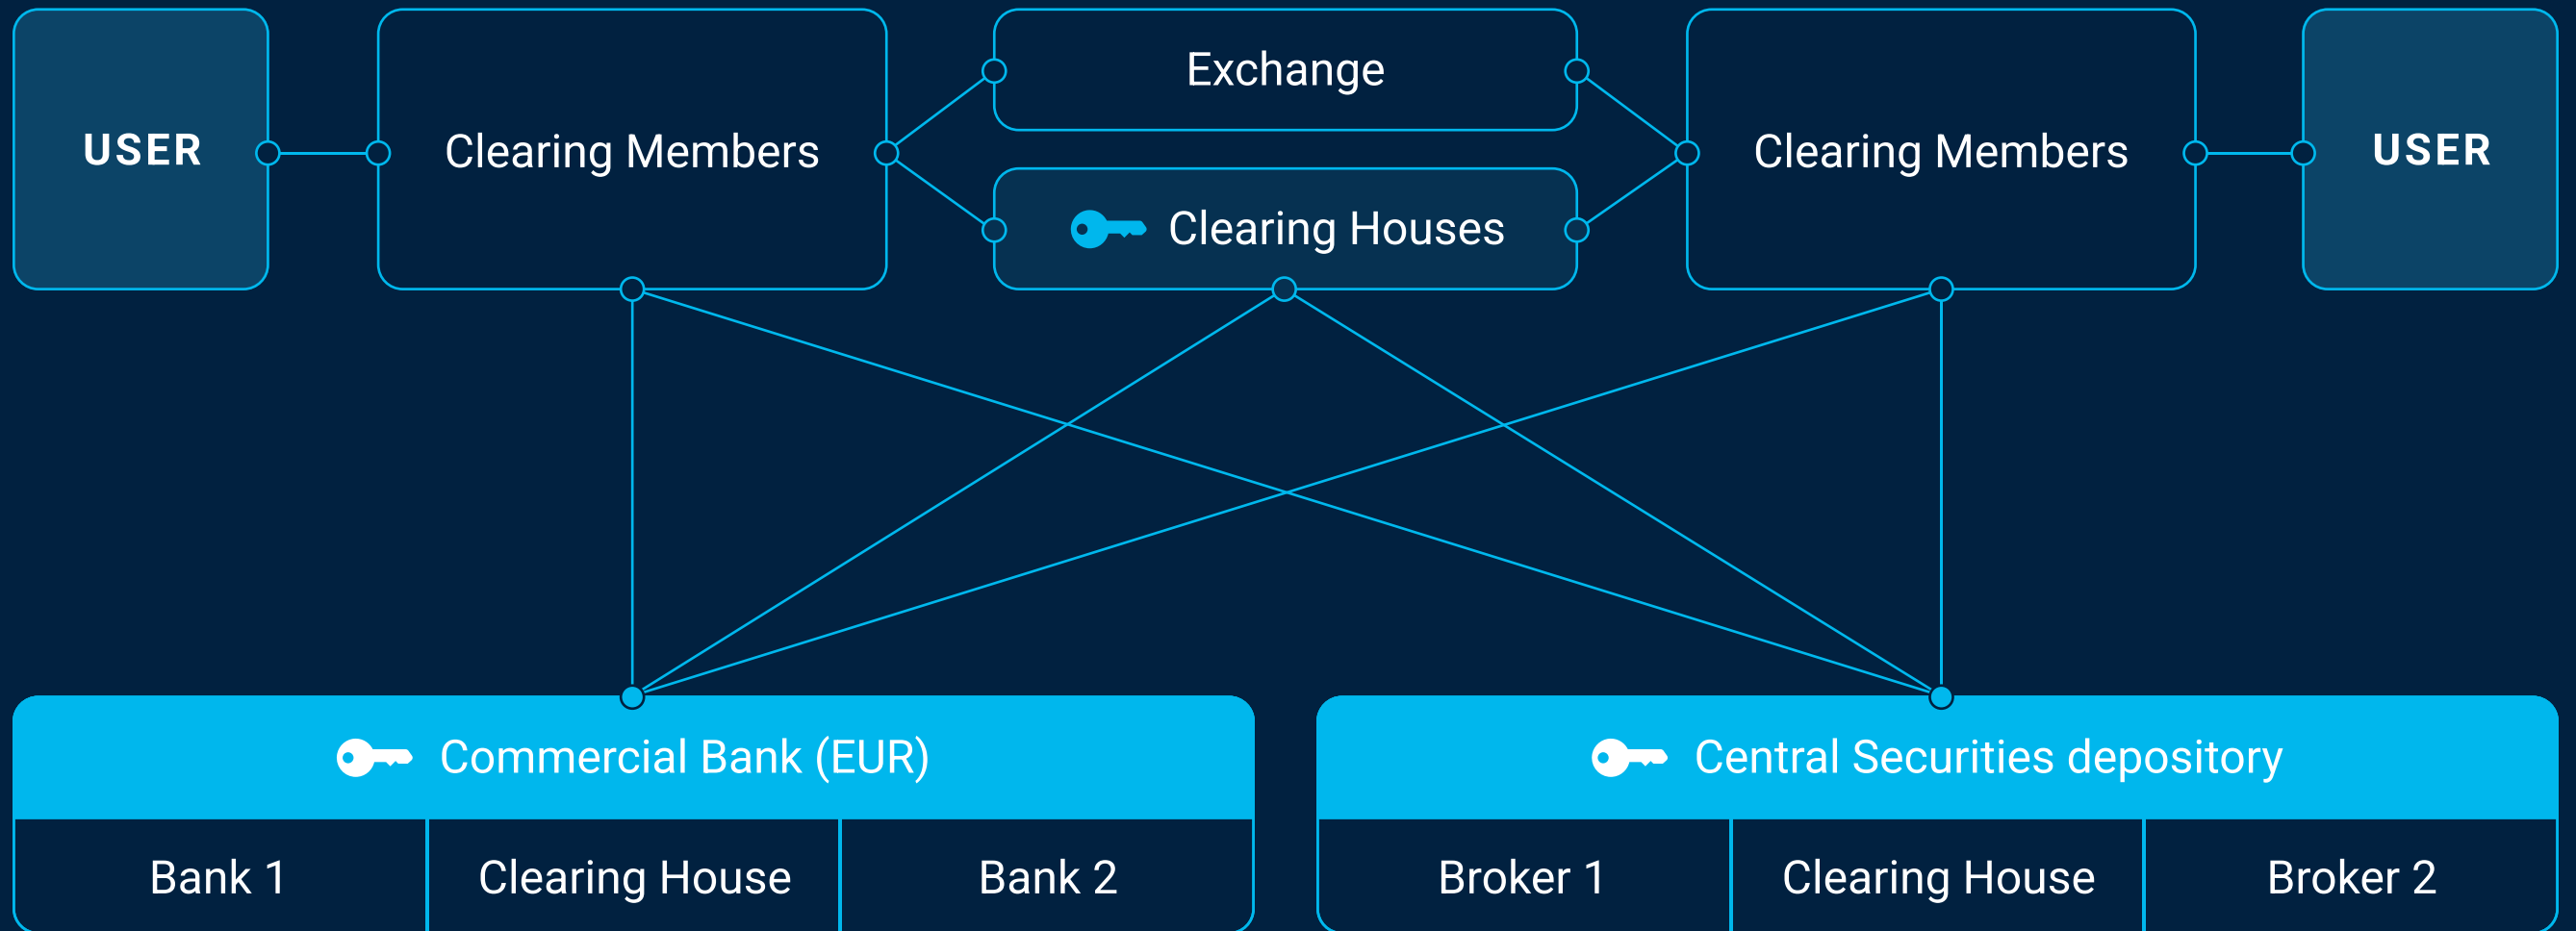 USER
Clearing Members
Exchange
Clearing Houses
Clearing Members
USER
Commercial Bank (EUR)
Bank 1
Clearing House
Bank 2
Central Securities depository
Broker 1
Clearing House
Broker 2